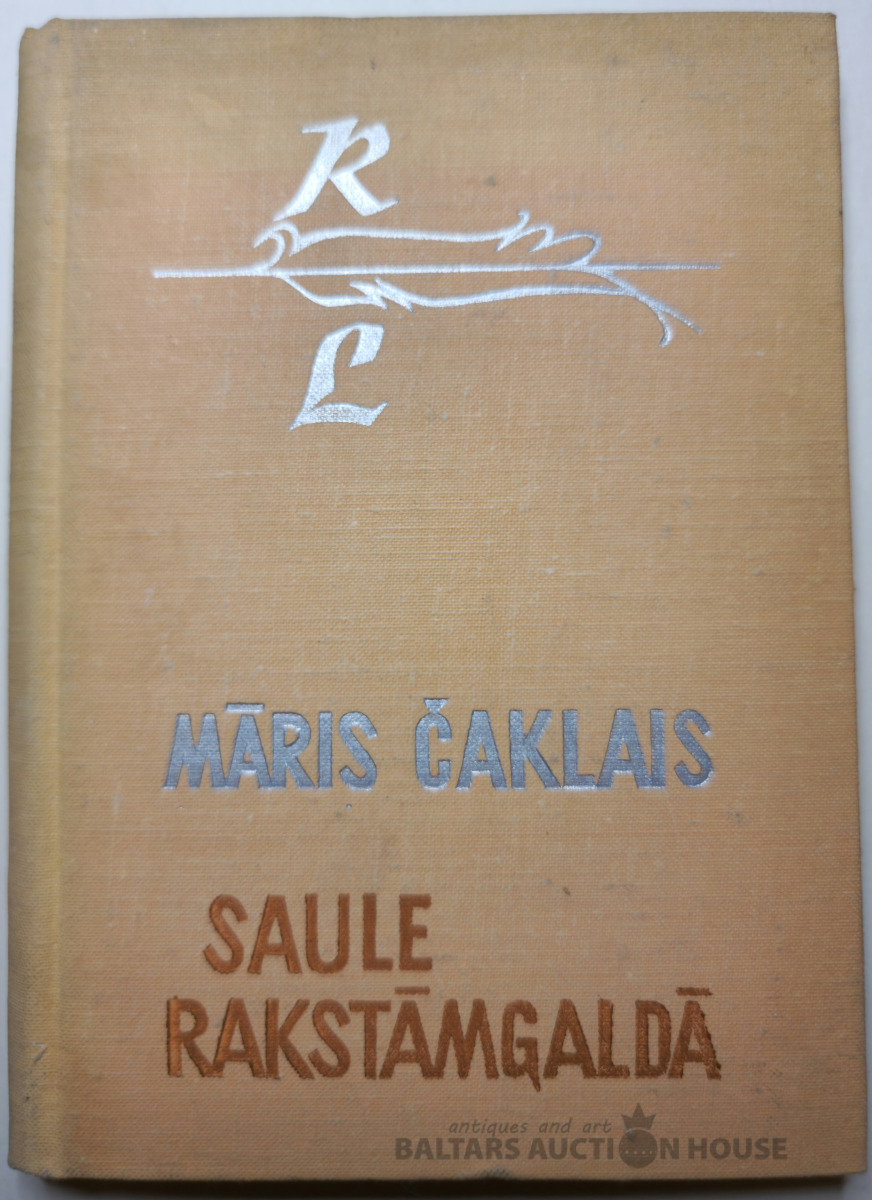 R
L
MĀRIS ČAKLAIS
SAULE
RAKSTĀMGALDĀ
antiques and art
BALTARS AUCTION HOUSE